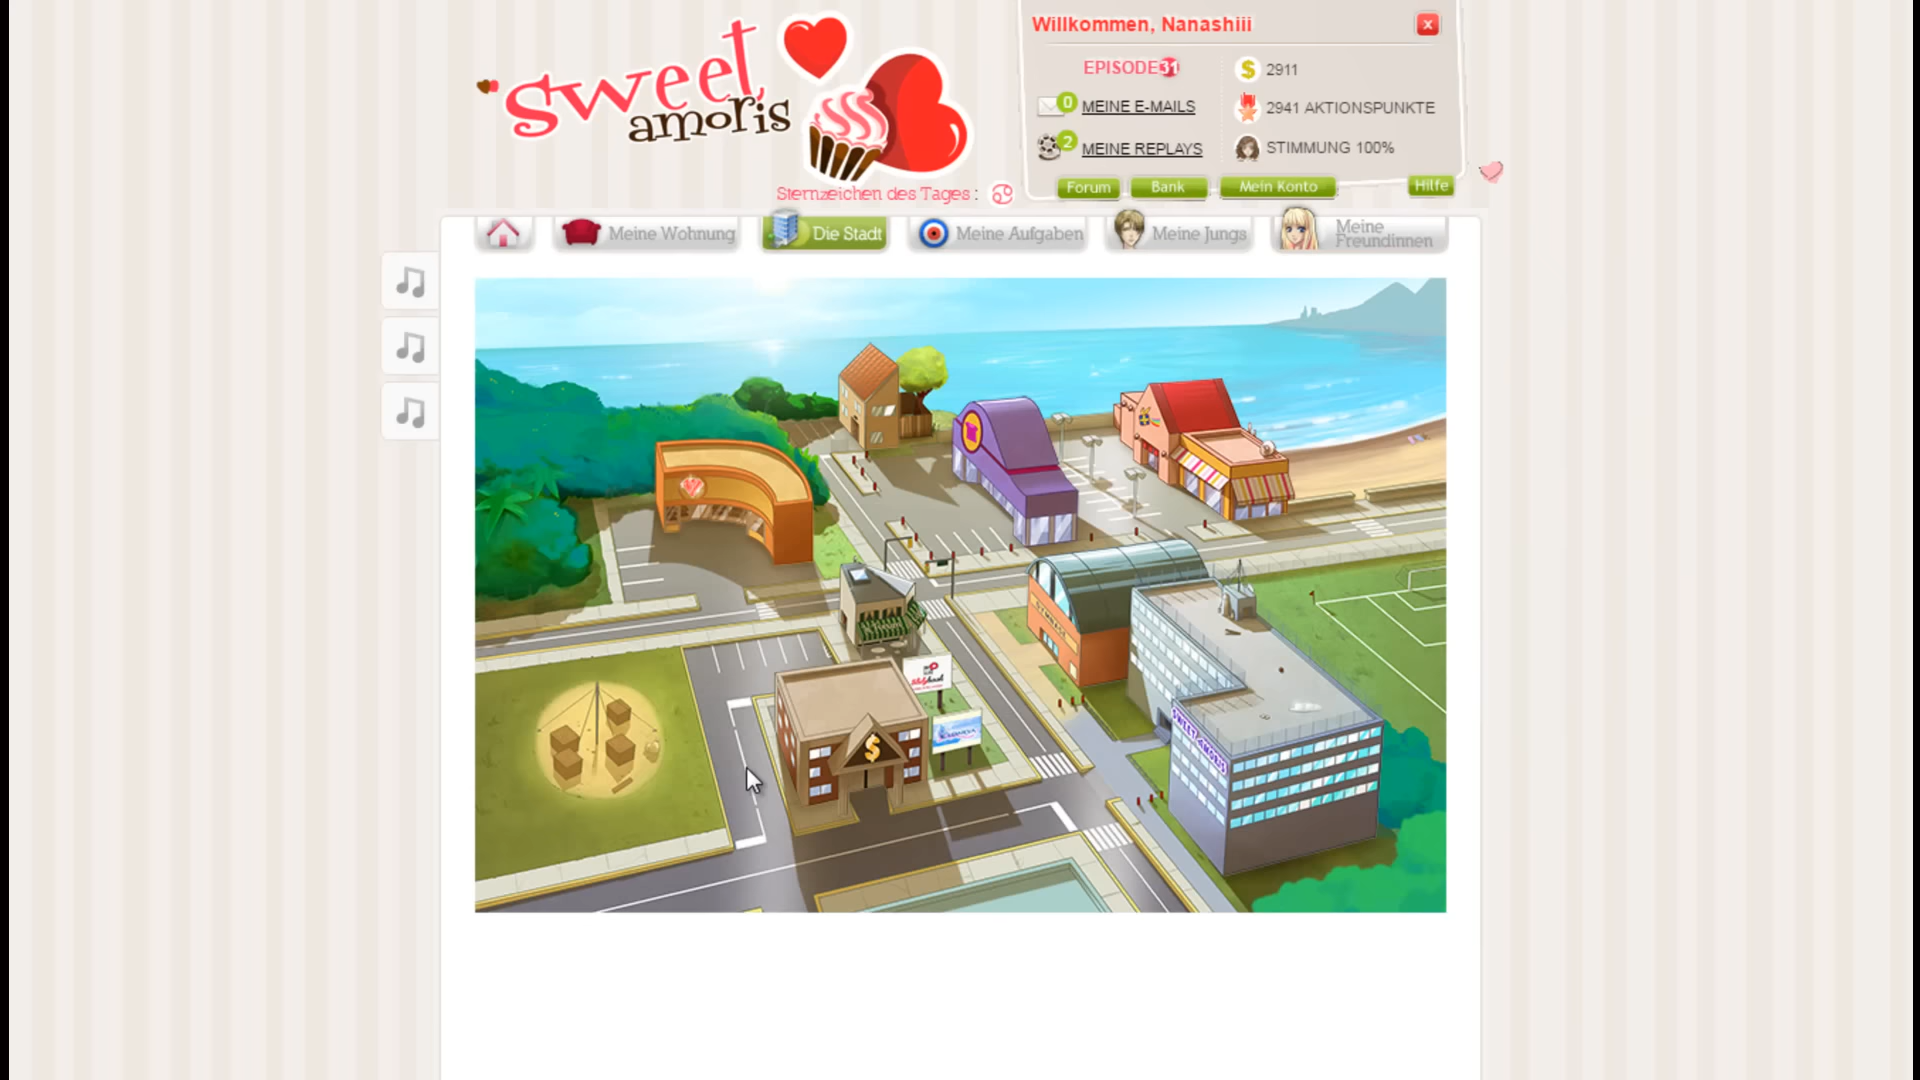 sweet
amoris
Sternzeichen des Tages :
Willkommen, Nanashiii
x
EPISODE 31
$ 2911
0 MEINE E-MAILS
2941 AKTIONSPUNKTE
2 MEINE REPLAYS
STIMMUNG 100%
Forum
Bank
Mein Konto
Hilfe
Meine Wohnung
Die Stadt
Meine Aufgaben
Meine Jungs
Meine
Freundinnen
$
SWEET AMORIS